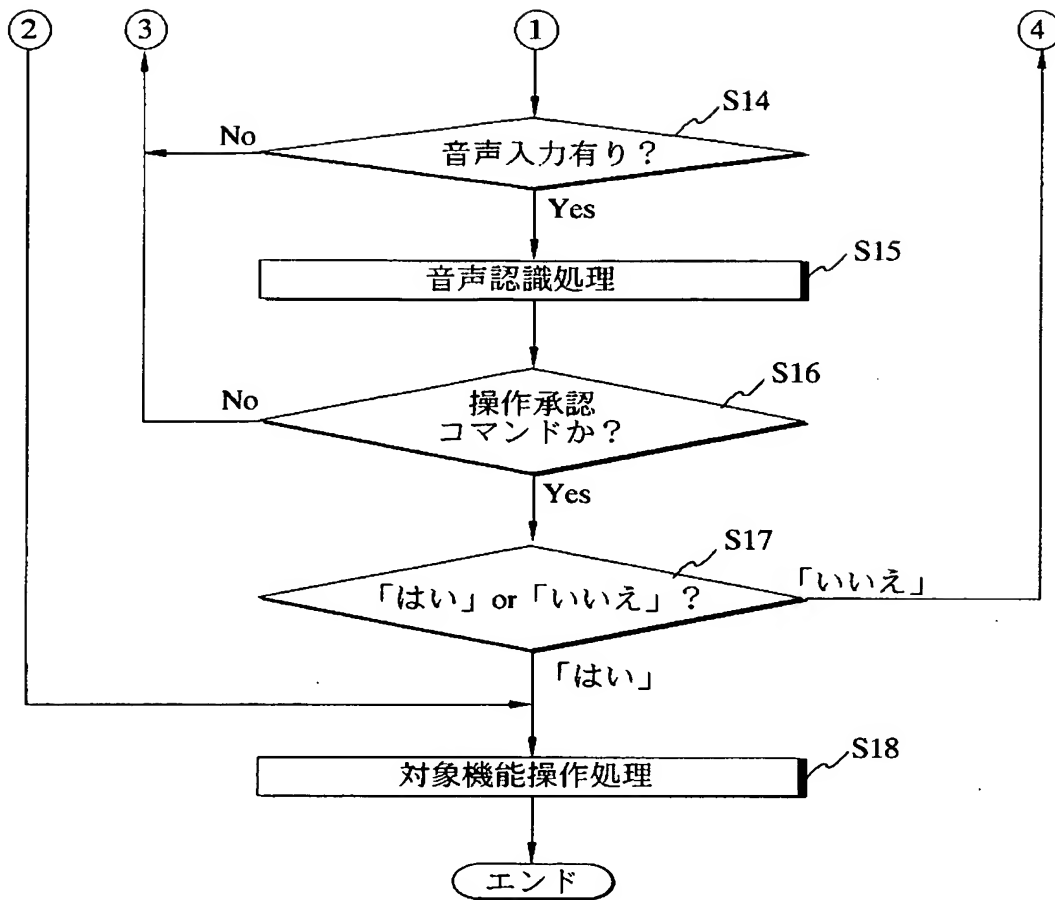 ② ③ ① ④
S14
No
音声入力有り？
Yes
S15
音声認識処理
S16
No
操作承認
コマンドか？
Yes
S17
「はい」or「いいえ」？
「いいえ」
「はい」
S18
対象機能操作処理
エンド